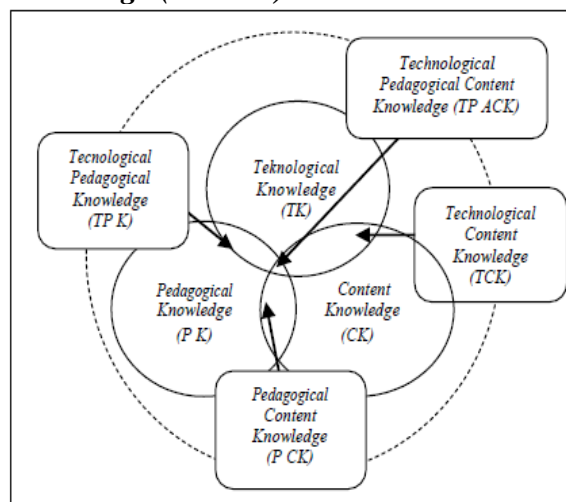 Technological
Pedagogical Content
Knowledge (TP ACK)
Tecnological
Pedagogical
Knowledge
(TP K)
Teknological
Knowledge
(TK)
Technological
Content
Knowledge
(TCK)
Pedagogical
Knowledge
(P K)
Content
Knowledge
(CK)
Pedagogical
Content
Knowledge
(P CK)